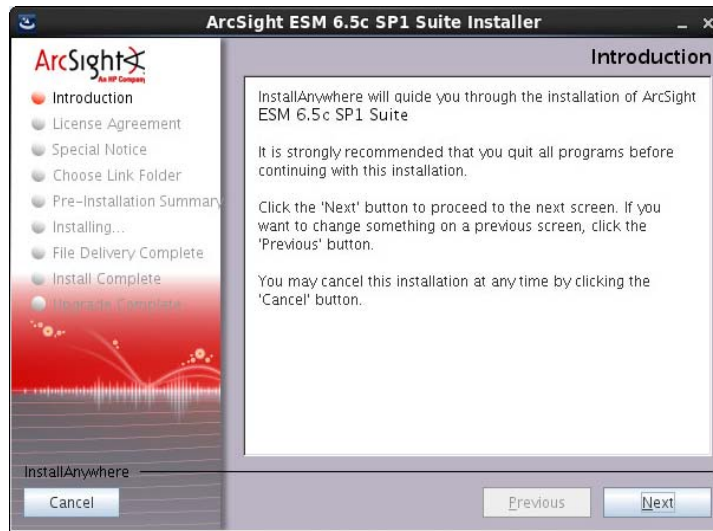 ArcSight ESM 6.5c SP1 Suite Installer
ArcSight
An HP Company
Introduction
Introduction
License Agreement
Special Notice
Choose Link Folder
Pre-Installation Summary
Installing...
File Delivery Complete
Install Complete
Upgrade Complete
InstallAnywhere will guide you through the installation of ArcSight
ESM 6.5c SP1 Suite
It is strongly recommended that you quit all programs before
continuing with this installation.
Click the 'Next' button to proceed to the next screen. If you
want to change something on a previous screen, click the
'Previous' button.
You may cancel this installation at any time by clicking the
'Cancel' button.
InstallAnywhere
Cancel
Previous
Next